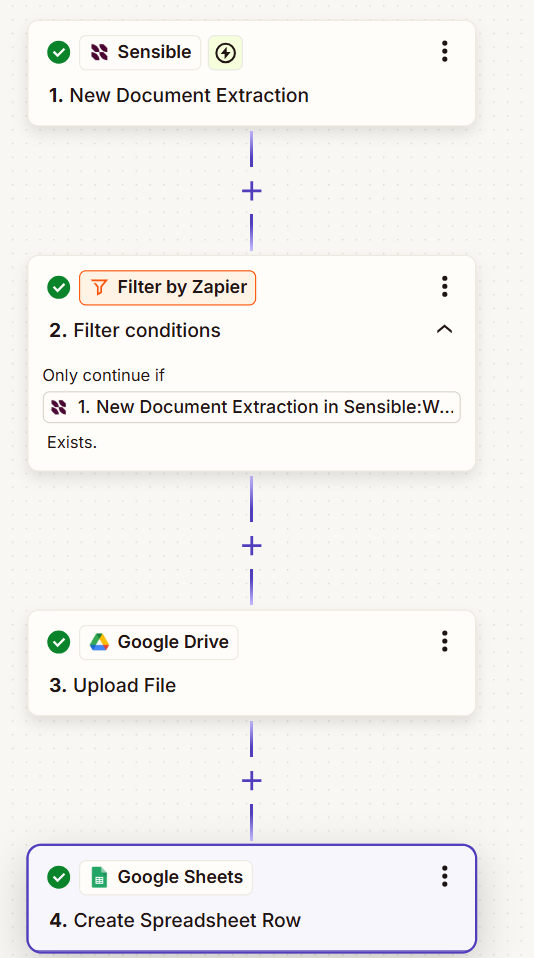 Sensible
1. New Document Extraction
Filter by Zapier
2. Filter conditions
Only continue if
1. New Document Extraction in Sensible:W...
Exists.
Google Drive
3. Upload File
Google Sheets
4. Create Spreadsheet Row